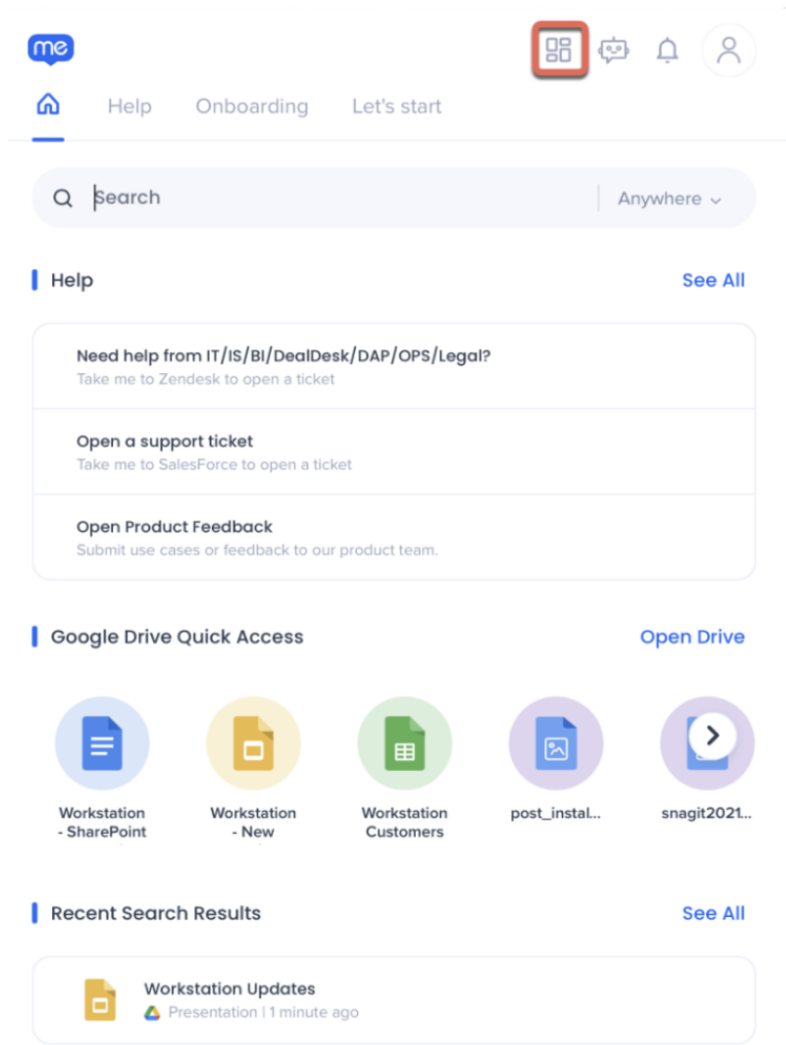 me
Help Onboarding Let's start
Search Anywhere
Help See All
Need help from IT/IS/BI/DealDesk/DAP/OPS/Legal?
Take me to Zendesk to open a ticket
Open a support ticket
Take me to SalesForce to open a ticket
Open Product Feedback
Submit use cases or feedback to our product team.
Google Drive Quick Access Open Drive
Workstation
- SharePoint
Workstation
- New
Workstation
Customers
post_instal...
snagit2021...
Recent Search Results See All
Workstation Updates
Presentation | 1 minute ago